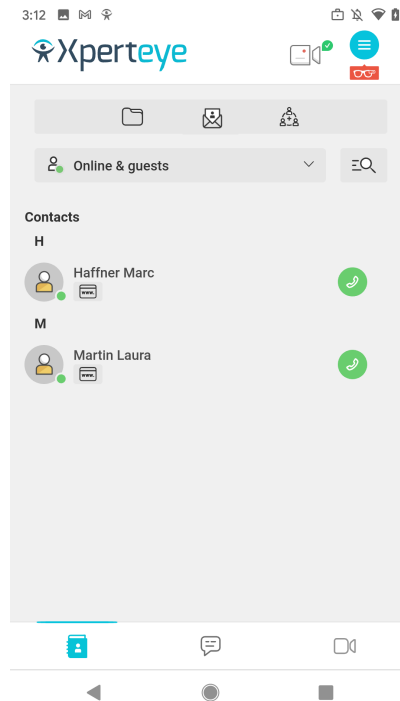 3:12
Xperteye
Online & guests
Contacts
H
Haffner Marc
www.
M
Martin Laura
www.